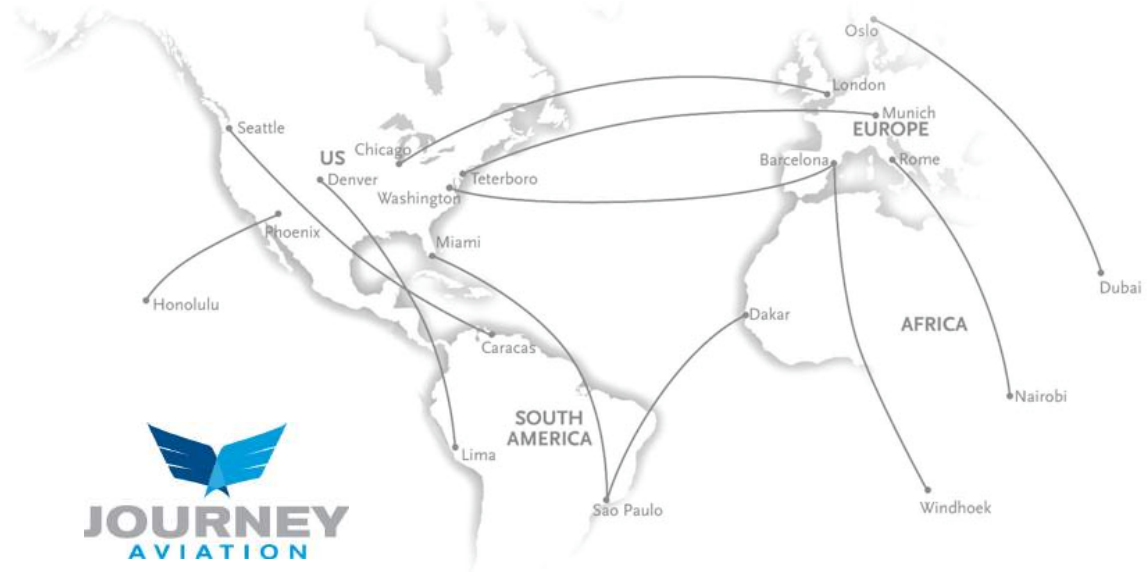 Oslo
London
Munich
EUROPE
Seattle
Chicago
US
Denver
Teterboro
Washington
Barcelona
Rome
Phoenix
Miami
Honolulu
Dubai
Dakar
AFRICA
Caracas
Nairobi
SOUTH
AMERICA
Lima
Sao Paulo
Windhoek
JOURNEY
AVIATION